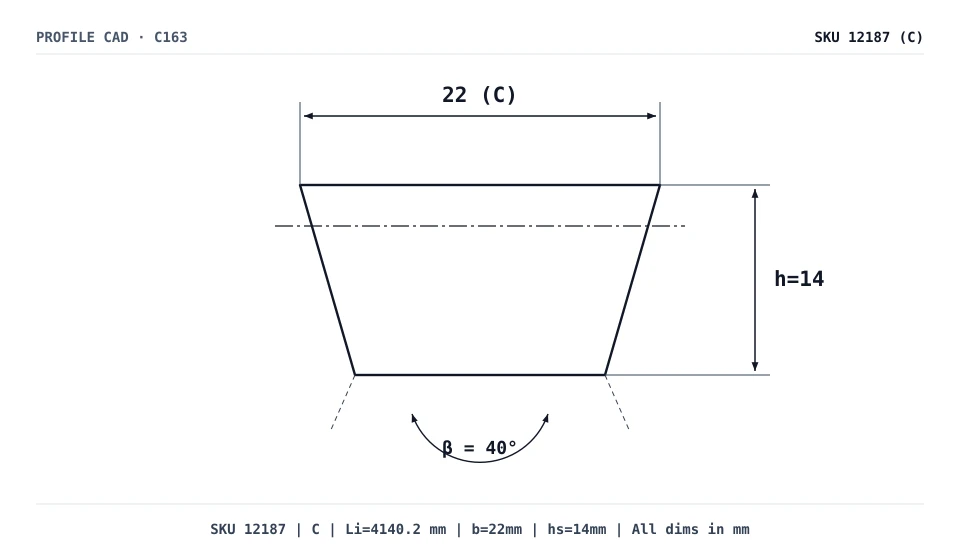 PROFILE CAD · C163
SKU 12187 (C)
22 (C)
h=14
β = 40°
SKU 12187 | C | Li=4140.2 mm | b=22mm | hs=14mm | All dims in mm